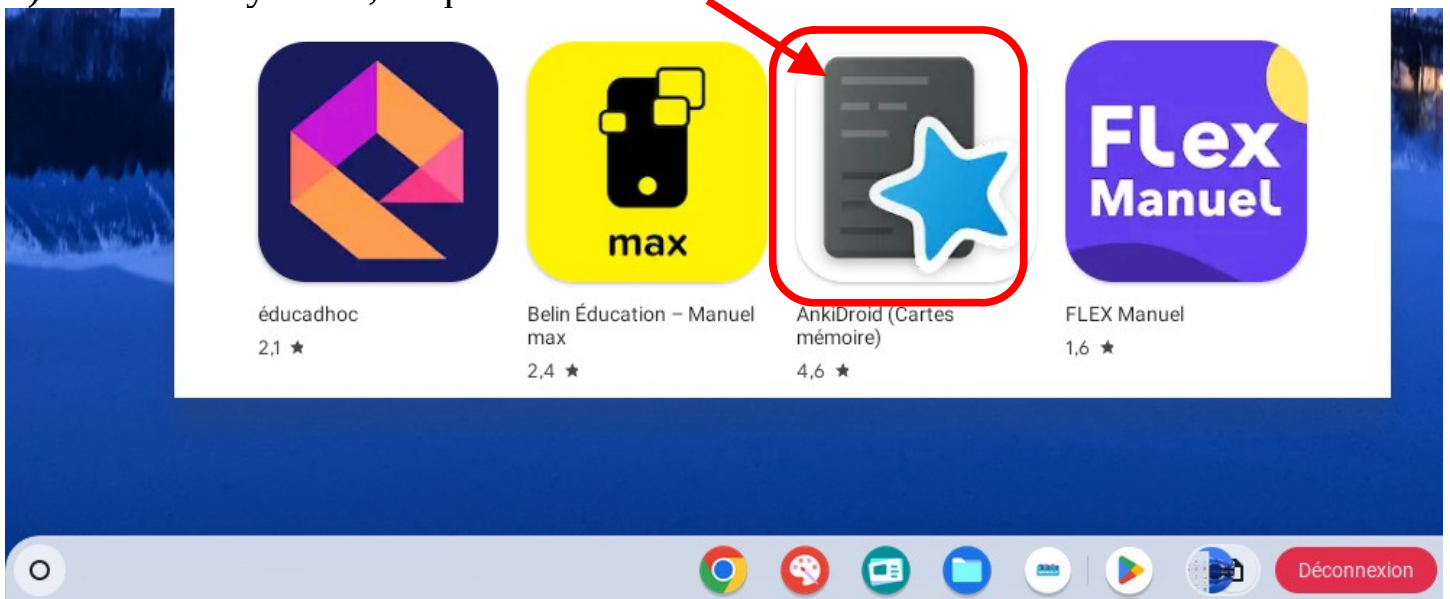 FLex
Manuel
max
éducadhoc
2,1 ★
Belin Éducation – Manuel
max
2,4 ★
AnkiDroid (Cartes
mémoire)
4,6 ★
FLEX Manuel
1,6 ★
Déconnexion